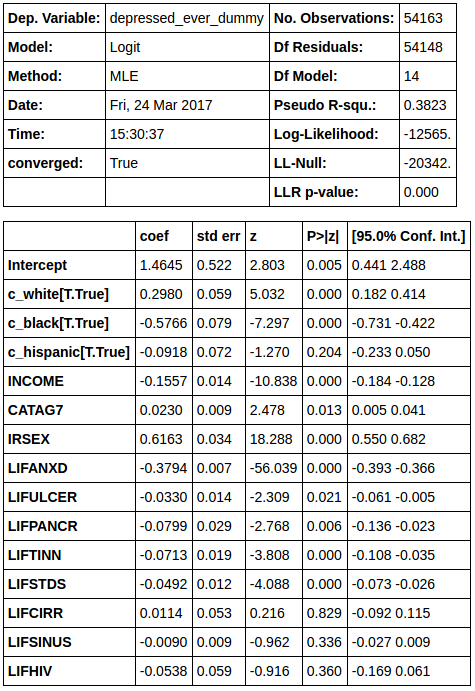 Dep. Variable: depressed_ever_dummy No. Observations: 54163
Model: Logit Df Residuals: 54148
Method: MLE Df Model: 14
Date: Fri, 24 Mar 2017 Pseudo R-squ.: 0.3823
Time: 15:30:37 Log-Likelihood: -12565.
converged: True LL-Null: -20342.
LLR p-value: 0.000
coef std err z P>|z| [95.0% Conf. Int.]
Intercept 1.4645 0.522 2.803 0.005 0.441 2.488
c_white[T.True] 0.2980 0.059 5.032 0.000 0.182 0.414
c_black[T.True] -0.5766 0.079 -7.297 0.000 -0.731 -0.422
c_hispanic[T.True] -0.0918 0.072 -1.270 0.204 -0.233 0.050
INCOME -0.1557 0.014 -10.838 0.000 -0.184 -0.128
CATAG7 0.0230 0.009 2.478 0.013 0.005 0.041
IRSEX 0.6163 0.034 18.288 0.000 0.550 0.682
LIFANXD -0.3794 0.007 -56.039 0.000 -0.393 -0.366
LIFULCER -0.0330 0.014 -2.309 0.021 -0.061 -0.005
LIFPANCR -0.0799 0.029 -2.768 0.006 -0.136 -0.023
LIFTINN -0.0713 0.019 -3.808 0.000 -0.108 -0.035
LIFSTDS -0.0492 0.012 -4.088 0.000 -0.073 -0.026
LIFCIRR 0.0114 0.053 0.216 0.829 -0.092 0.115
LIFSINUS -0.0090 0.009 -0.962 0.336 -0.027 0.009
LIFHIV -0.0538 0.059 -0.916 0.360 -0.169 0.061